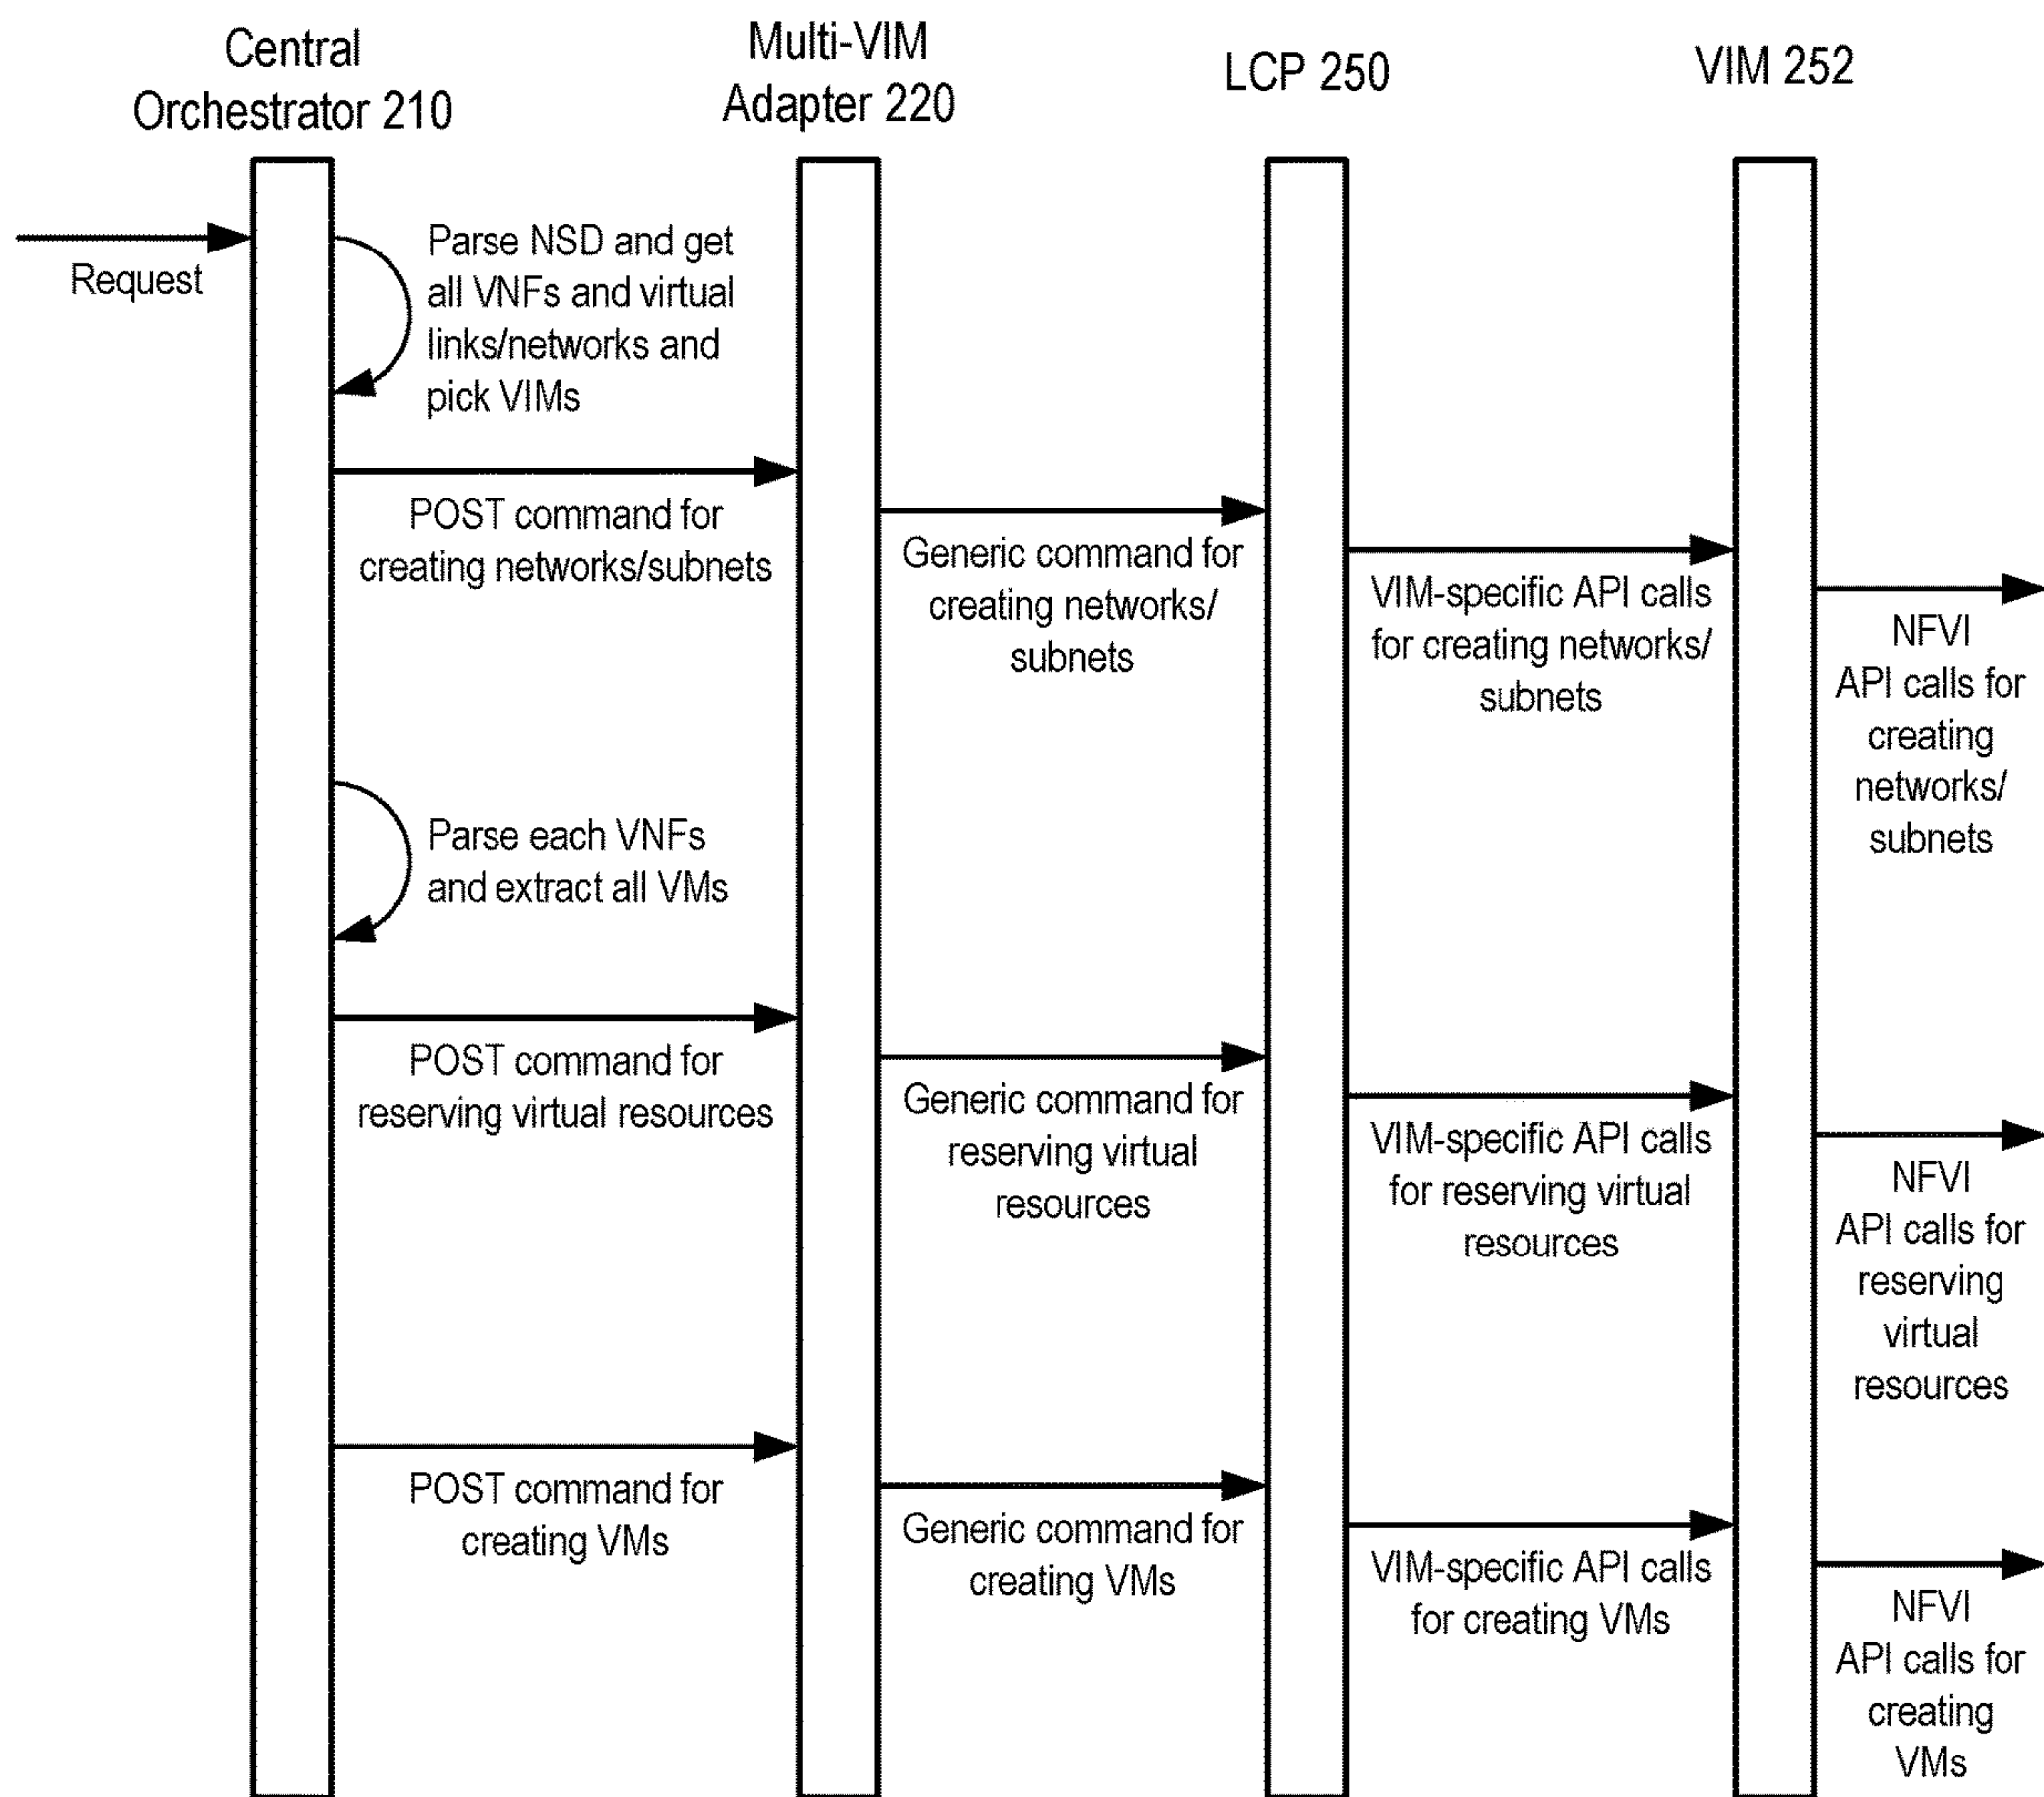 Central
Orchestrator 210
Multi-VIM
Adapter 220
LCP 250
VIM 252
Request
Parse NSD and get
all VNFs and virtual
links/networks and
pick VIMs
POST command for
creating networks/subnets
Generic command for
creating networks/
subnets
VIM-specific API calls
for creating networks/
subnets
NFVI
API calls for
creating
networks/
subnets
Parse each VNFs
and extract all VMs
POST command for
reserving virtual resources
Generic command for
reserving virtual
resources
VIM-specific API calls
for reserving virtual
resources
NFVI
API calls for
reserving
virtual
resources
POST command for
creating VMs
Generic command for
creating VMs
VIM-specific API calls
for creating VMs
NFVI
API calls for
creating
VMs